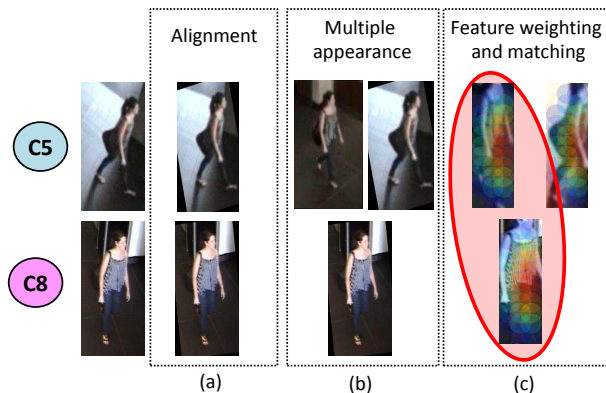 Alignment
Multiple
appearance
Feature weighting
and matching
C5
C8
(a)
(b)
(c)